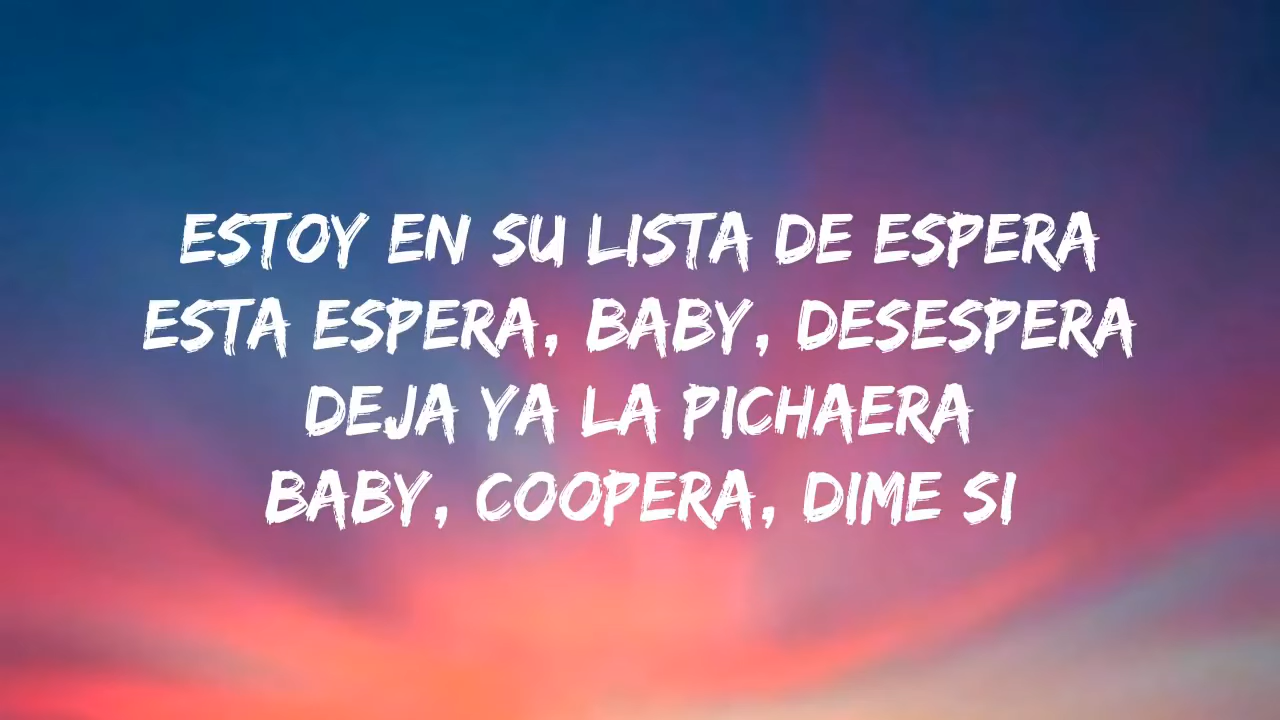 ESTOY EN SU LISTA DE ESPERA
ESTA ESPERA, BABY, DESESPERA
DEJA YA LA PICHAERA
BABY, COOPERA, DIME SI